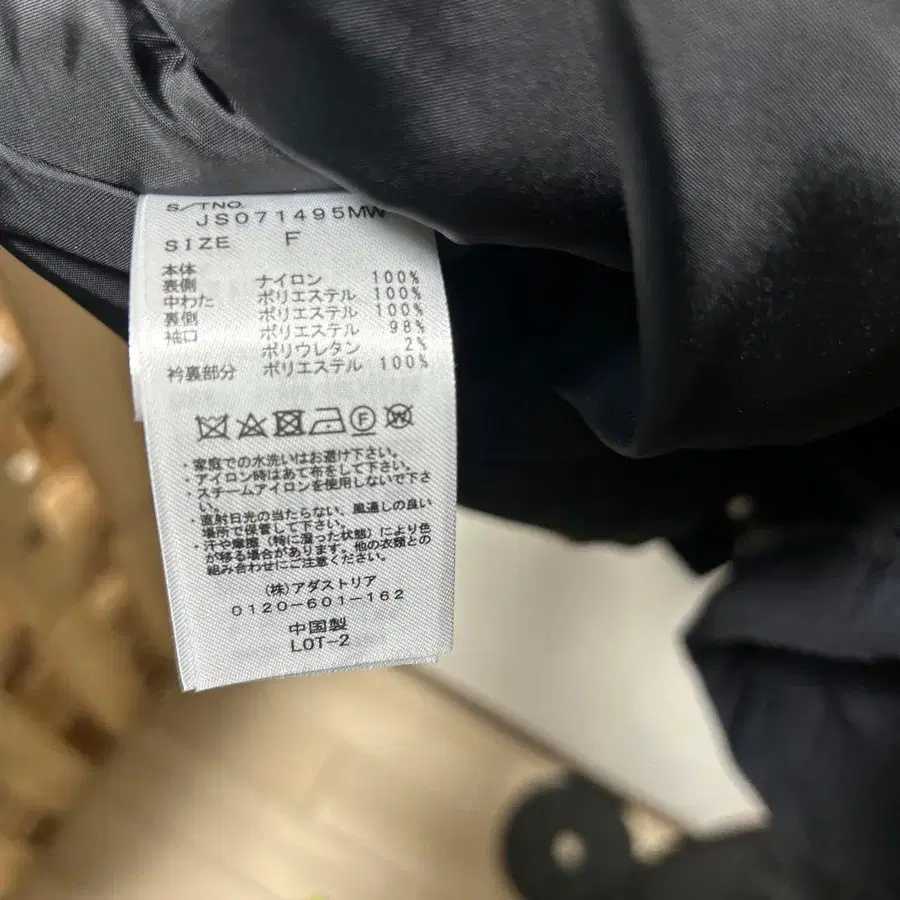 S/TNO.
JS071495MW
SIZE F
本体
表側 ナイロン 100%
中わた ポリエステル 100%
裏側 ポリエステル 100%
袖口 ポリエステル 98%
ポリウレタン 2%
衿裏部分 ポリエステル 100%
F
W
・家庭での水洗いはお避け下さい。
・アイロン時はあて布をして下さい。
・スチームアイロンを使用しないで下さ
い。
・直射日光の当たらない、風通しの良い
場所で保管して下さい。
・汗や摩擦（特に湿った状態）により色
が移る場合があります。他の衣類との
組み合わせにご注意ください。
(株)アダストリア
0120-601-162
中国製
LOT-2